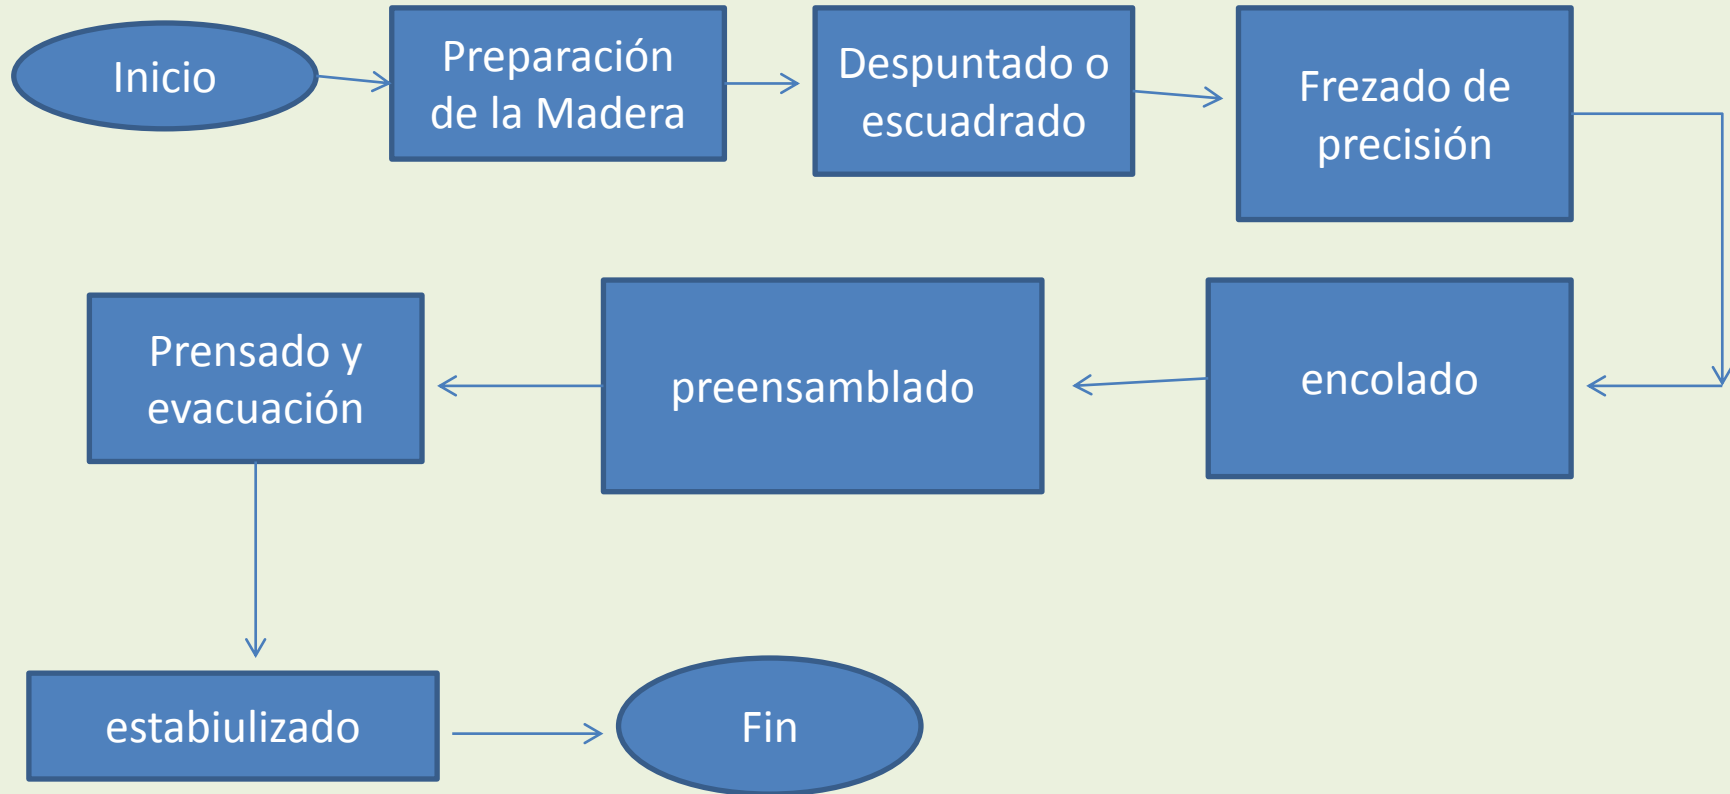 Inicio
Preparación
de la Madera
Despuntado o
escuadrado
Frezado de
precisión
encolado
preensamblado
Prensado y
evacuación
estabiulizado
Fin